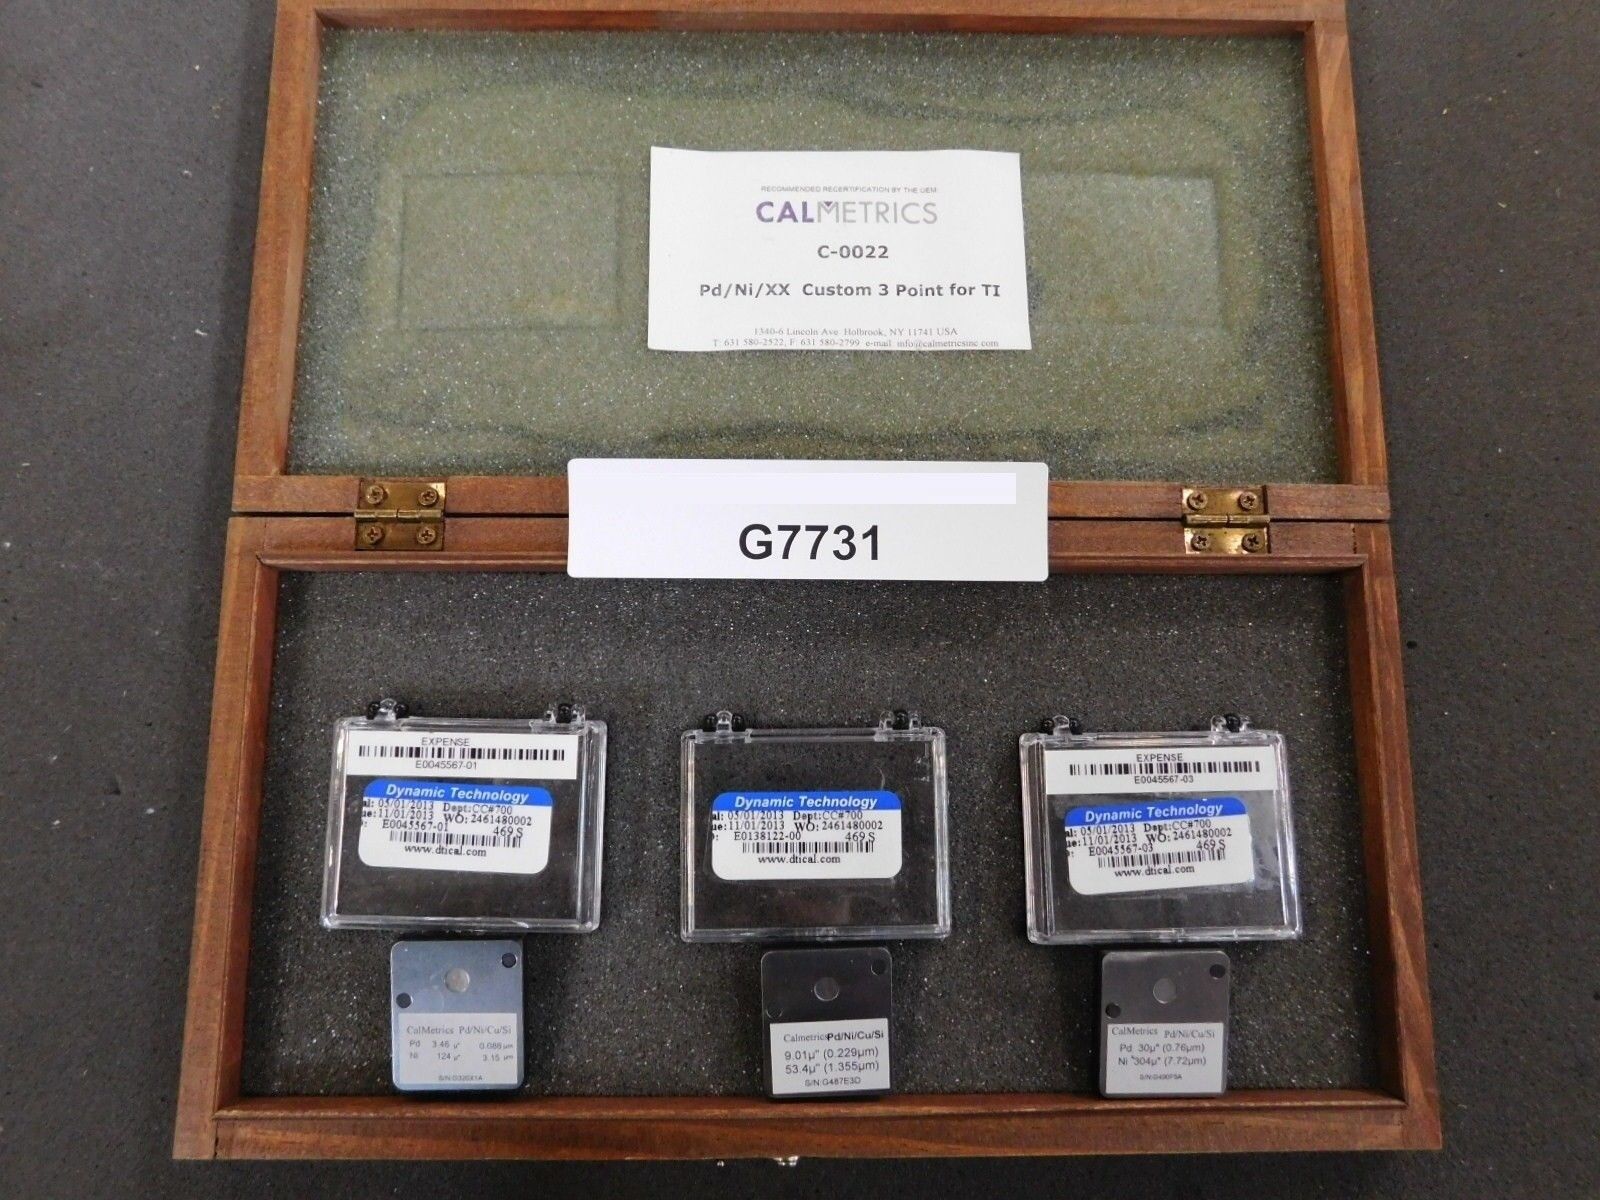 RECOMMENDED RECERTIFICATION BY THE OEM:
CALMETRICS
C-0022
Pd/Ni/XX Custom 3 Point for TI
1340-6 Lincoln Ave. Holbrook, NY 11741 USA
T: 631 580-2522, F: 631 580-2799 e-mail: info@calmetricsinc.com
G7731
EXPENSE
E0045567-01
Dynamic Technology
al: 05/01/2013 Dept:CC#700
ue:11/01/2013 WO: 2461480002
: E0045567-01 469 S
www.dtical.com
Dynamic Technology
al: 05/01/2013 Dept:CC#700
ue:11/01/2013 WO: 2461480002
: E0138122-00 469 S
www.dtical.com
EXPENSE
E0045567-03
Dynamic Technology
al: 05/01/2013 Dept:CC#700
ue:11/01/2013 WO: 2461480002
: E0045567-03 469 S
www.dtical.com
CalMetrics Pd/Ni/Cu/Si
Pd 3.46 µ" 0.088 µm
Ni 124 µ" 3.15 µm
S/N:G320X1A
Calmetrics Pd/Ni/Cu/Si
9.01µ" (0.229µm)
53.4µ" (1.355µm)
S/N:G487E3D
CalMetrics Pd/Ni/Cu/Si
Pd 30µ" (0.76µm)
Ni 304µ" (7.72µm)